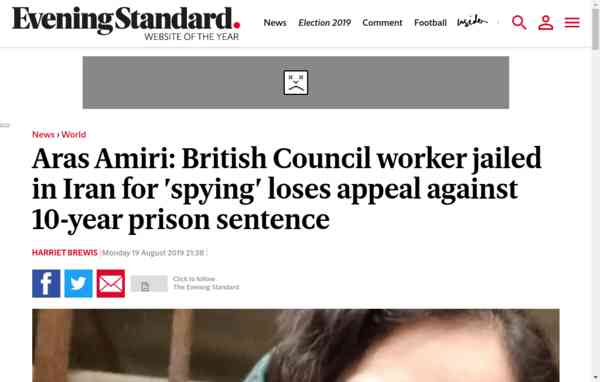 Evening Standard.
WEBSITE OF THE YEAR
News Election 2019 Comment Football Insider
News › World
Aras Amiri: British Council worker jailed
in Iran for 'spying' loses appeal against
10-year prison sentence
HARRIET BREWIS | Monday 19 August 2019 21:38 |
Click to follow
The Evening Standard